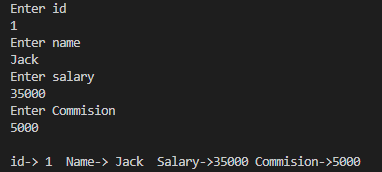 Enter id
1
Enter name
Jack
Enter salary
35000
Enter Commision
5000
id-> 1  Name-> Jack  Salary->35000 Commision->5000